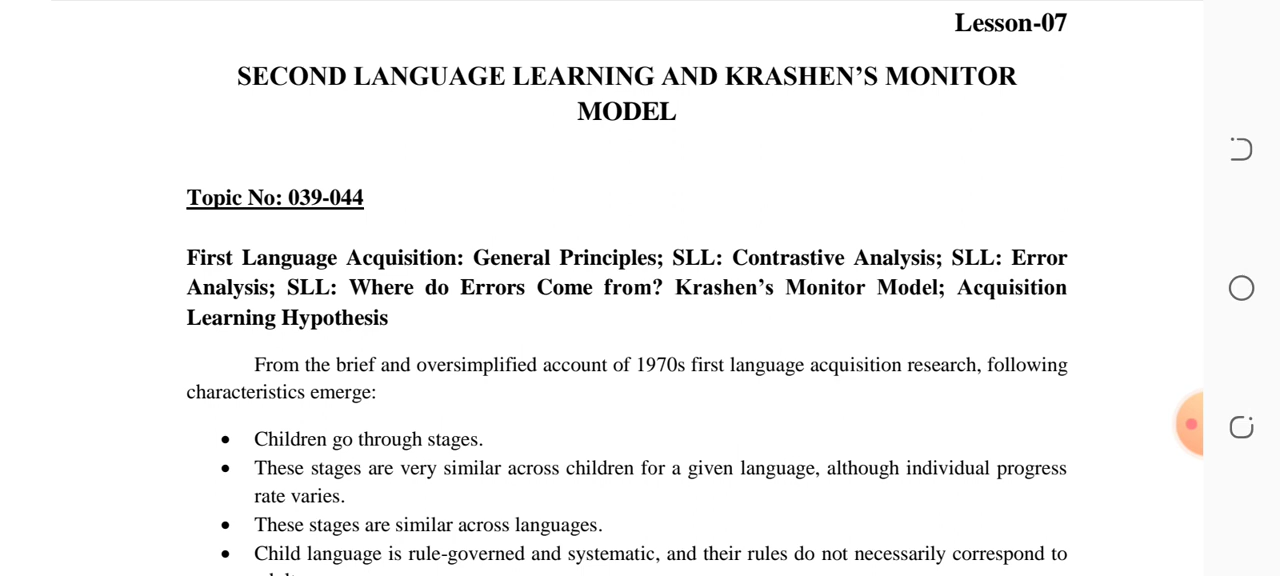 Lesson-07
SECOND LANGUAGE LEARNING AND KRASHEN’S MONITOR
MODEL
Topic No: 039-044
First Language Acquisition: General Principles; SLL: Contrastive Analysis; SLL: Error
Analysis; SLL: Where do Errors Come from? Krashen’s Monitor Model; Acquisition
Learning Hypothesis
From the brief and oversimplified account of 1970s first language acquisition research, following
characteristics emerge:
• Children go through stages.
• These stages are very similar across children for a given language, although individual progress
rate varies.
• These stages are similar across languages.
• Child language is rule-governed and systematic, and their rules do not necessarily correspond to